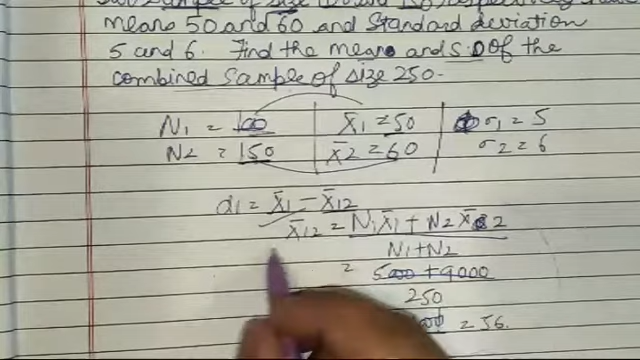 of size
means 50 and 60 and Standard deviation
5 and 6. Find the mean and S.D of the
combined Sample of size 250.
N1 = 100 x̄1 = 50 σ1 = 5
N2 = 150 x̄2 = 60 σ2 = 6
d1 = x̄1 - x̄12
x̄12 = N1x̄1 + N2x̄2
N1+N2
= 5000 + 9000
250
= 56.